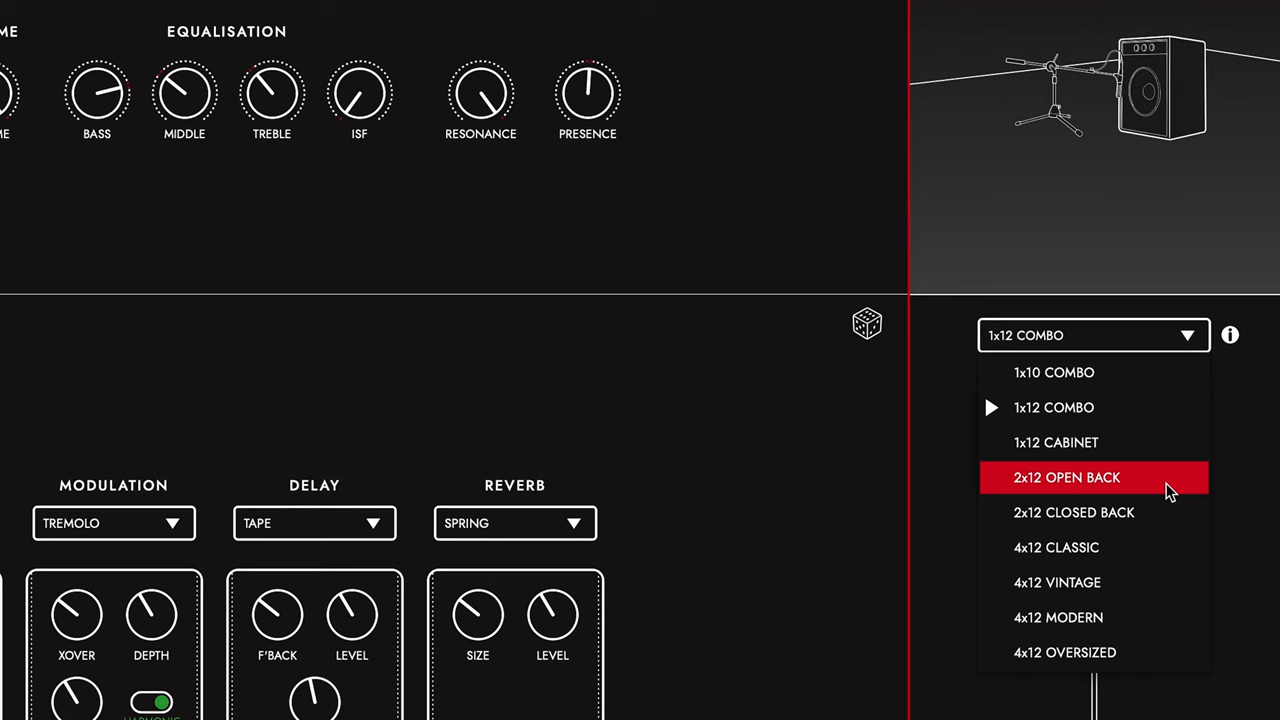 ME
EQUALISATION
ME
BASS
MIDDLE
TREBLE
ISF
RESONANCE
PRESENCE
1x12 COMBO
1x10 COMBO
1x12 COMBO
1x12 CABINET
2x12 OPEN BACK
2x12 CLOSED BACK
4x12 CLASSIC
4x12 VINTAGE
4x12 MODERN
4x12 OVERSIZED
MODULATION
DELAY
REVERB
TREMOLO
TAPE
SPRING
XOVER
DEPTH
F'BACK
LEVEL
SIZE
LEVEL
HARMONIC